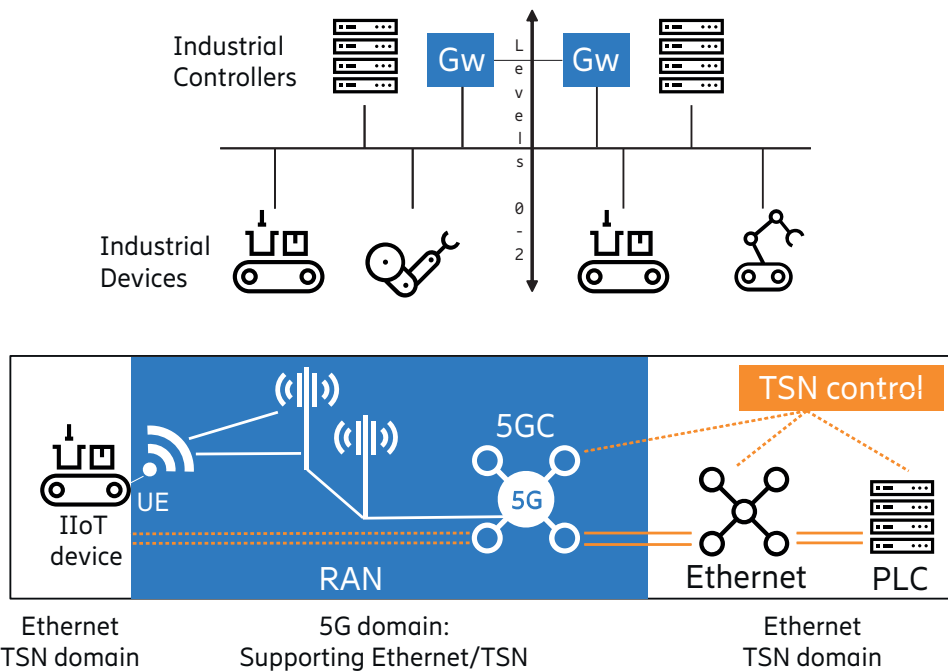 Industrial
Controllers
Gw
Gw
Levels 0-2
Industrial
Devices
TSN control
5GC
5G
UE
IIoT
device
RAN
Ethernet
PLC
Ethernet
TSN domain
5G domain:
Supporting Ethernet/TSN
Ethernet
TSN domain